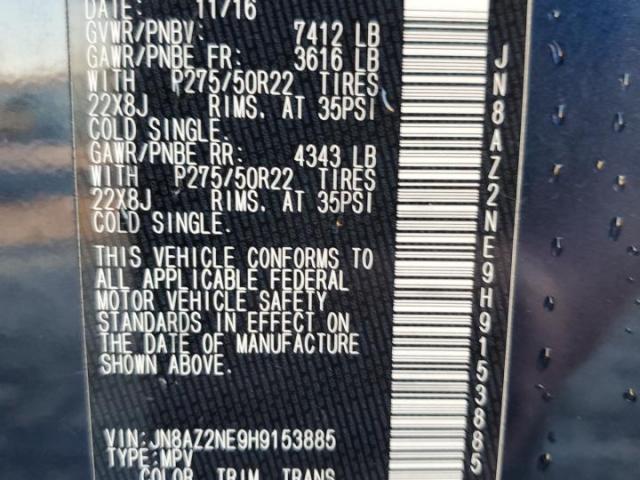 DATE: 11/16
GVWR/PNBV: 7412 LB
GAWR/PNBE FR: 3616 LB
WITH P275/50R22 TIRES
22X8J RIMS. AT 35PSI
COLD SINGLE.
GAWR/PNBE RR: 4343 LB
WITH P275/50R22 TIRES
22X8J RIMS. AT 35PSI
COLD SINGLE.
THIS VEHICLE CONFORMS TO
ALL APPLICABLE FEDERAL
MOTOR VEHICLE SAFETY
STANDARDS IN EFFECT ON
THE DATE OF MANUFACTURE
SHOWN ABOVE.
VIN: JN8AZ2NE9H9153885
TYPE: MPV
COLOR TRIM TRANS
JN8AZ2NE9H9153885